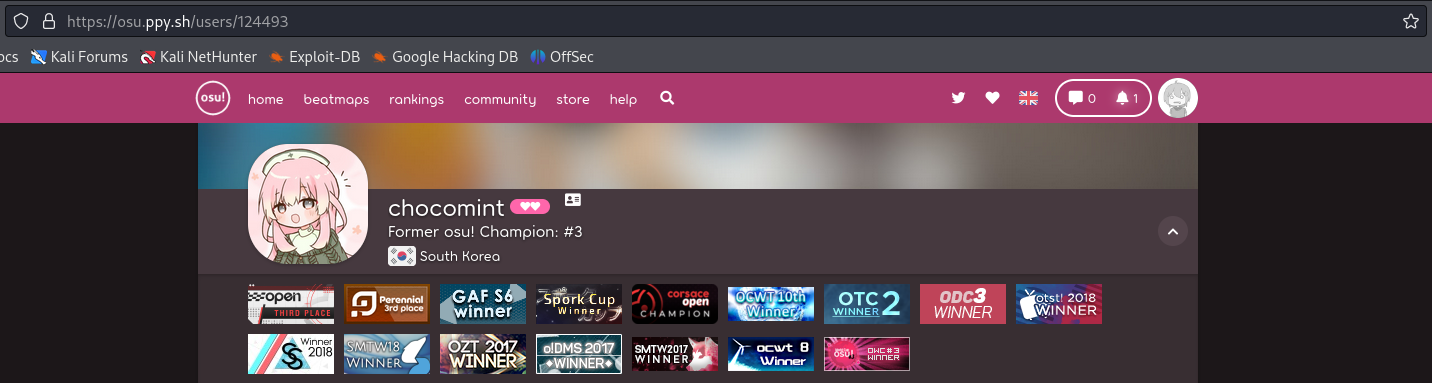 https://osu.ppy.sh/users/124493
ocs Kali Forums Kali NetHunter Exploit-DB Google Hacking DB OffSec
osu! home beatmaps rankings community store help 0 1
chocomint
Former osu! Champion: #3
South Korea
open THIRD PLACE
Perennial 3rd place
GAF S6 winner
Spork Cup Winner
corsace open CHAMPION
OCWT 10th Winner
OTC 2 WINNER
ODC3 WINNER
otst! 2018 WINNER
Winner 2018
SMTW18 WINNER
OZT 2017 WINNER
o!DMS 2017 WINNER
SMTW2017 WINNER
ocwt 8 Winner
osu! OWC #3 WINNER